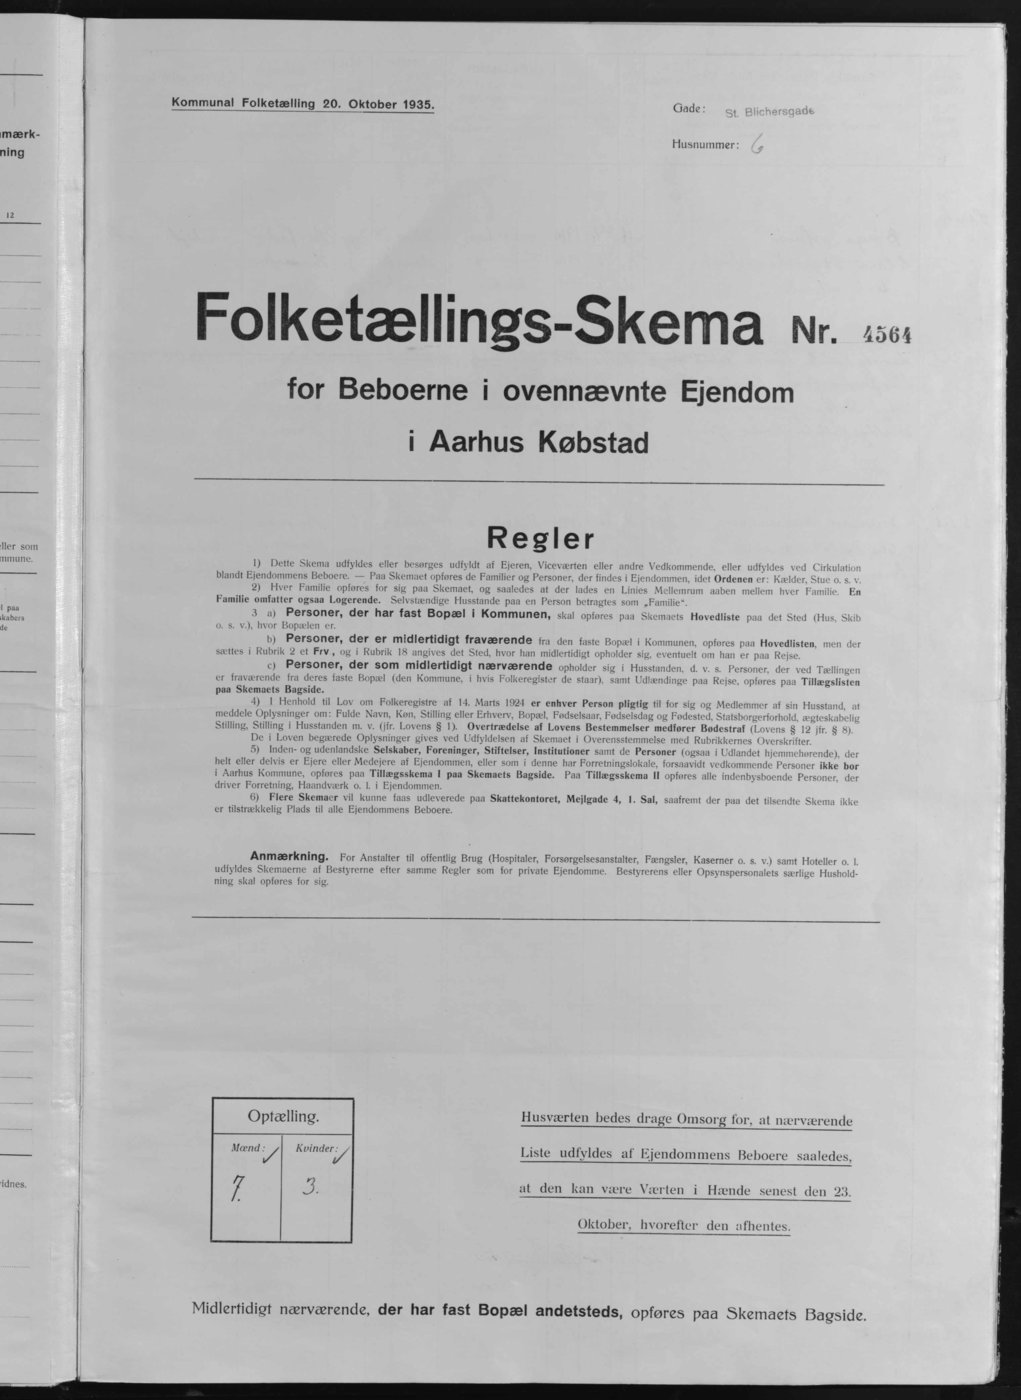 Kommunal Folketælling 20. Oktober 1935.
Gade: St. Blichersgade
Husnummer: 6
Folketællings-Skema Nr. 4564
for Beboerne i ovennævnte Ejendom
i Aarhus Købstad
Regler
1) Dette Skema udfyldes eller besørges udfyldt af Ejeren, Viceværten eller andre Vedkommende, eller udfyldes ved Cirkulation
blandt Ejendommens Beboere. — Paa Skemaet opføres de Familier og Personer, der findes i Ejendommen, idet Ordenen er: Kælder, Stue o. s. v.
2) Hver Familie opføres for sig paa Skemaet, og saaledes at der lades en Linies Mellemrum aaben mellem hver Familie. En
Familie omfatter ogsaa Logerende. Selvstændige Husstande paa en Person betragtes som „Familie“.
3 a) Personer, der har fast Bopæl i Kommunen, skal opføres paa Skemaets Hovedliste paa det Sted (Hus, Skib
o. s. v.), hvor Bopælen er.
b) Personer, der er midlertidigt fraværende fra den faste Bopæl i Kommunen, opføres paa Hovedlisten, men der
sættes i Rubrik 2 et Frv., og i Rubrik 18 angives det Sted, hvor han midlertidigt opholder sig, eventuelt om han er paa Rejse.
c) Personer, der som midlertidigt nærværende opholder sig i Husstanden, d. v. s. Personer, der ved Tællingen
er fraværende fra deres faste Bopæl (den Kommune, i hvis Folkeregister de staar), samt Udlændinge paa Rejse, opføres paa Tillægslisten
paa Skemaets Bagside.
4) I Henhold til Lov om Folkeregistre af 14. Marts 1924 er enhver Person pligtig til for sig og Medlemmer af sin Husstand, at
meddele Oplysninger om: Fulde Navn, Køn, Stilling eller Erhverv, Bopæl, Fødselsaar, Fødselsdag og Fødested, Statsborgerforhold, ægteskabelig
Stilling, Stilling i Husstanden m. v. (jfr. Lovens § 1). Overtrædelse af Lovens Bestemmelser medfører Bødestraf (Lovens § 12 jfr. § 8).
De i Loven begærede Oplysninger gives ved Udfyldelsen af Skemaet i Overensstemmelse med Rubrikkernes Overskrifter.
5) Inden- og udenlandske Selskaber, Foreninger, Stiftelser, Institutioner samt de Personer (ogsaa i Udlandet hjemmehørende), der
helt eller delvis er Ejere eller Medejere af Ejendommen, eller som i denne har Forretningslokale, forsaavidt vedkommende Personer ikke bor
i Aarhus Kommune, opføres paa Tillægsskema I paa Skemaets Bagside. Paa Tillægsskema II opføres alle indenbysboende Personer, der
driver Forretning, Haandværk o. l. i Ejendommen.
6) Flere Skemaer vil kunne faas udleverede paa Skattekontoret, Mejlgade 4, 1. Sal, saafremt der paa det tilsendte Skema ikke
er tilstrækkelig Plads til alle Ejendommens Beboere.
Anmærkning. For Anstalter til offentlig Brug (Hospitaler, Forsørgelsesanstalter, Fængsler, Kaserner o. s. v.) samt Hoteller o. l.
udfyldes Skemaerne af Bestyrerne efter samme Regler som for private Ejendomme. Bestyrerens eller Opsynspersonalets særlige Hushold-
ning skal opføres for sig.
Optælling.
Mænd: Kvinder:
7. 3.
Husværten bedes drage Omsorg for, at nærværende
Liste udfyldes af Ejendommens Beboere saaledes,
at den kan være Værten i Hænde senest den 23.
Oktober, hvorefter den afhentes.
Midlertidigt nærværende, der har fast Bopæl andetsteds, opføres paa Skemaets Bagside.